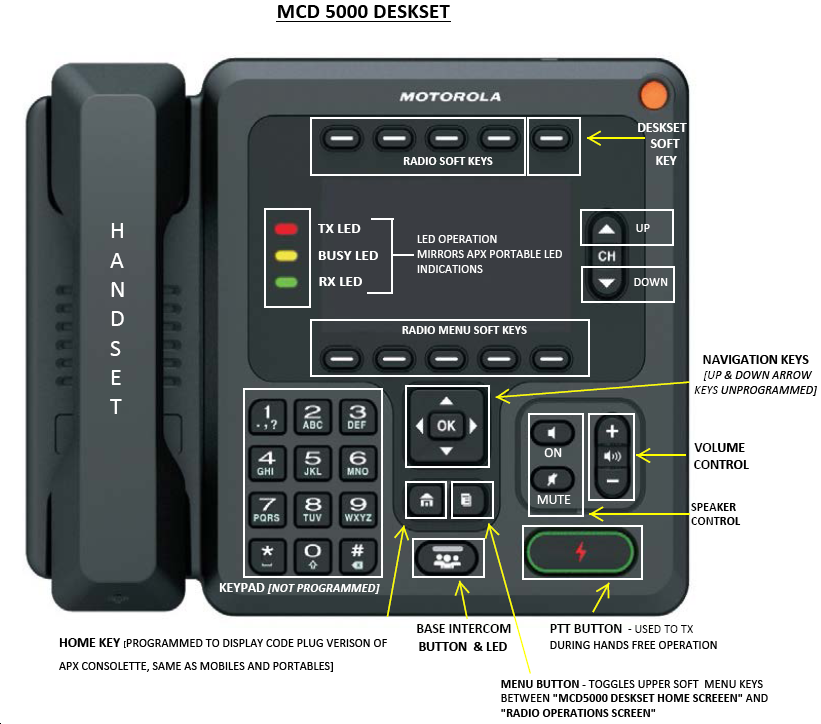 MCD 5000 DESKSET
MOTOROLA
DESKSET
SOFT
KEY
RADIO SOFT KEYS
H
A
N
D
S
E
T
TX LED
BUSY LED
RX LED
LED OPERATION
MIRRORS APX PORTABLE LED
INDICATIONS
UP
CH
DOWN
RADIO MENU SOFT KEYS
NAVIGATION KEYS
[UP & DOWN ARROW
KEYS UNPROGRAMMED]
1 2 3
.,? ABC DEF
4 5 6
GHI JKL MNO
7 8 9
PQRS TUV WXYZ
* 0 #
OK
ON
MUTE
+
−
VOLUME
CONTROL
SPEAKER
CONTROL
KEYPAD [NOT PROGRAMMED]
HOME KEY [PROGRAMMED TO DISPLAY CODE PLUG VERISON OF
APX CONSOLETTE, SAME AS MOBILES AND PORTABLES]
BASE INTERCOM
BUTTON & LED
PTT BUTTON - USED TO TX
DURING HANDS FREE OPERATION
MENU BUTTON - TOGGLES UPPER SOFT MENU KEYS
BETWEEN "MCD5000 DESKSET HOME SCREEEN" AND
"RADIO OPERATIONS SCREEN"